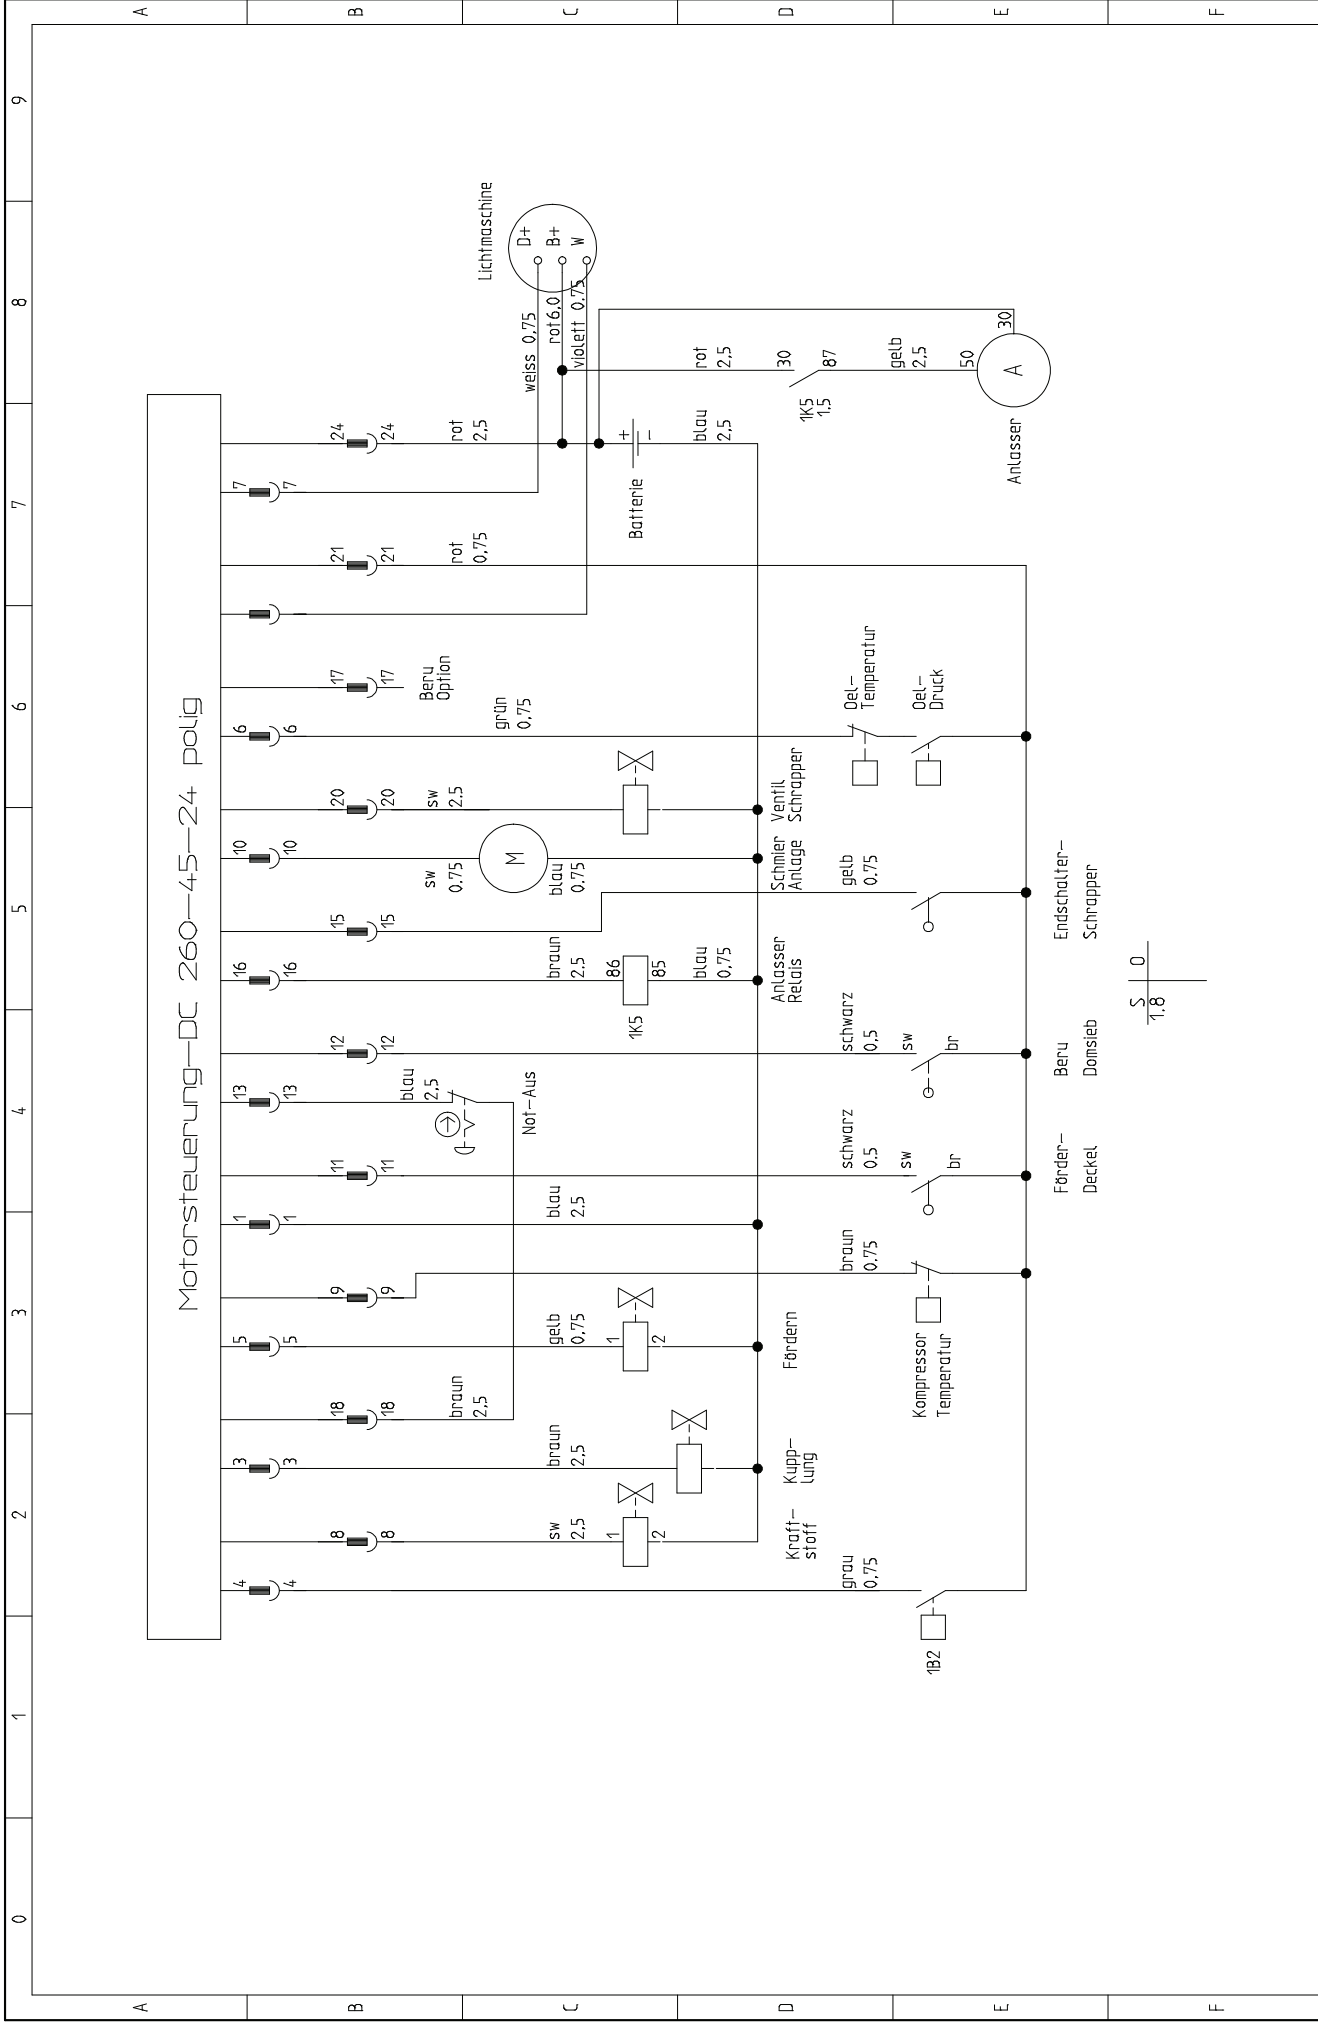 0 1 2 3 4 5 6 7 8 9
A
B
C
D
E
F
A
B
C
D
E
F
Motorsteuerung-DC 260-45-24 polig
4
4
8
8
3
3
18
18
5
5
9
9
1
1
11
11
13
13
12
12
16
16
15
15
10
10
20
20
6
6
17
17
21
21
7
7
24
24
grau
0,75
1B2
sw
2,5
1
2
Kraft-
stoff
braun
2,5
Kupp-
lung
braun
2,5
gelb
0,75
1
2
Fördern
braun
0,75
Kompressor
Temperatur
blau
2,5
schwarz
0,5
sw
br
Förder-
Deckel
blau
2,5
Not-Aus
schwarz
0,5
sw
br
Beru
Domsieb
braun
2,5
86
85
1K5
blau
0,75
Anlasser
Relais
gelb
0,75
Endschalter-
Schrapper
sw
0,75
M
blau
0,75
Schmier
Anlage
sw
2,5
Ventil
Schrapper
grün
0,75
Oel-
Temperatur
Oel-
Druck
Beru
Option
rot
0,75
rot
2,5
Batterie
+
-
blau
2,5
Lichtmaschine
D+
B+
W
weiss 0,75
rot 6,0
violett 0,75
rot
2,5
30
87
1K5
1,5
gelb
2,5
50
30
A
Anlasser
S 0
1.8